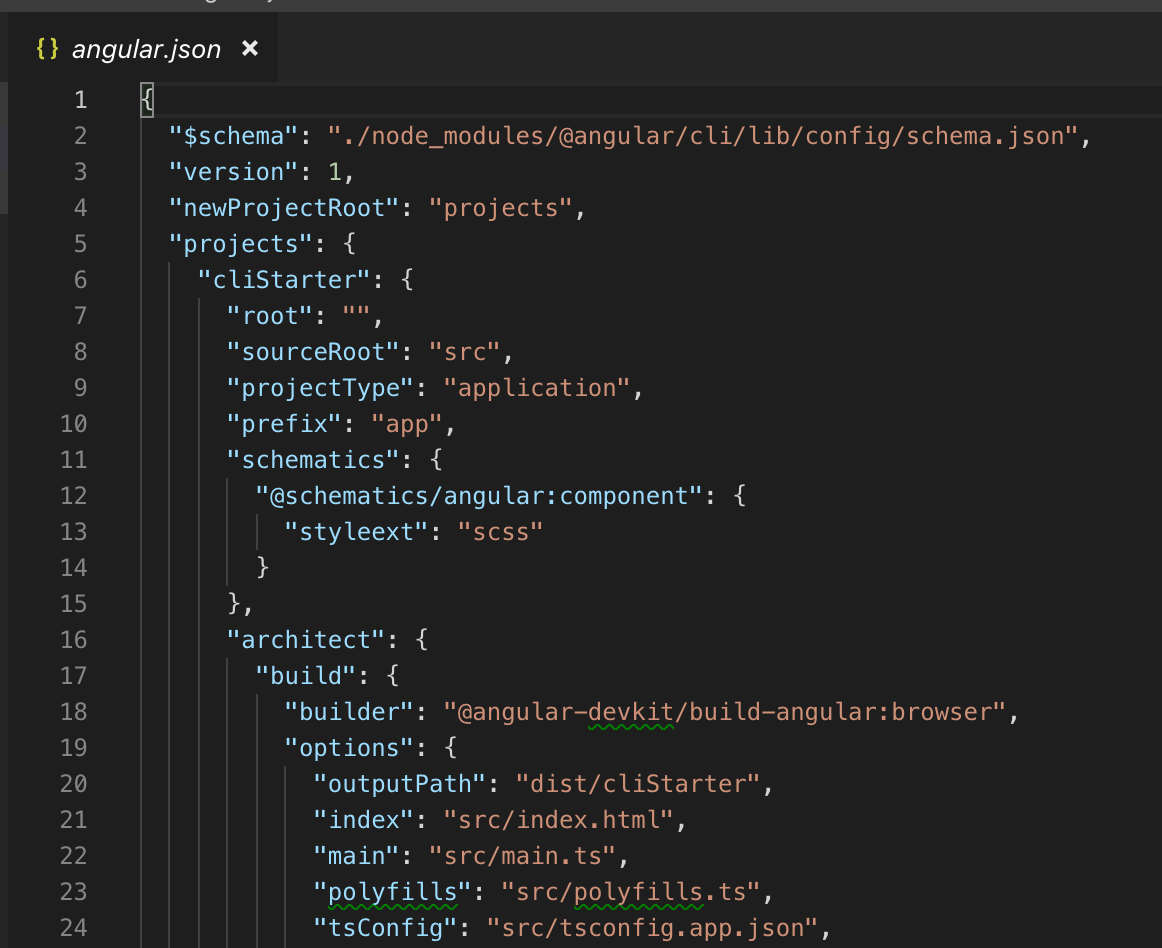 {} angular.json ×
1 {
2 "$schema": "./node_modules/@angular/cli/lib/config/schema.json",
3 "version": 1,
4 "newProjectRoot": "projects",
5 "projects": {
6 "cliStarter": {
7 "root": "",
8 "sourceRoot": "src",
9 "projectType": "application",
10 "prefix": "app",
11 "schematics": {
12 "@schematics/angular:component": {
13 "styleext": "scss"
14 }
15 },
16 "architect": {
17 "build": {
18 "builder": "@angular-devkit/build-angular:browser",
19 "options": {
20 "outputPath": "dist/cliStarter",
21 "index": "src/index.html",
22 "main": "src/main.ts",
23 "polyfills": "src/polyfills.ts",
24 "tsConfig": "src/tsconfig.app.json",